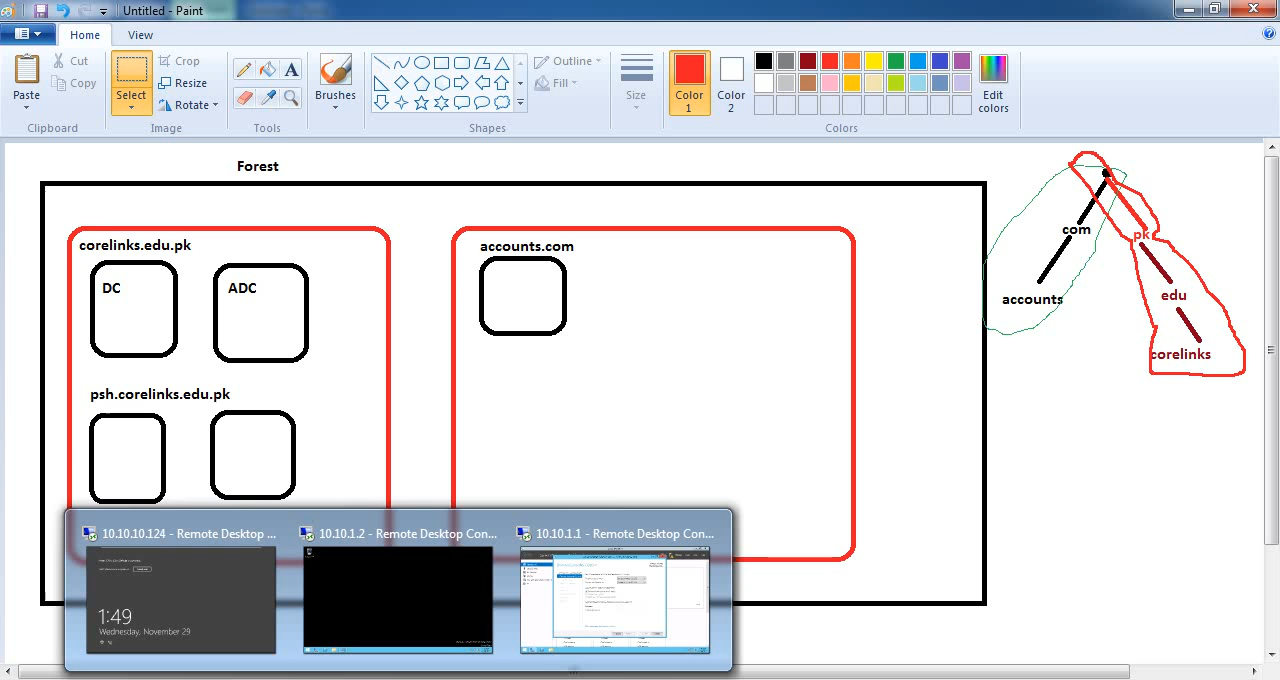 Untitled - Paint
Home
View
Paste
Cut
Copy
Clipboard
Select
Crop
Resize
Rotate
Image
Tools
Brushes
Shapes
Outline
Fill
Size
Color
1
Color
2
Edit
colors
Colors
Forest
corelinks.edu.pk
DC
ADC
psh.corelinks.edu.pk
accounts.com
com
accounts
pk
edu
corelinks
10.10.10.124 - Remote Desktop ...
10.10.1.2 - Remote Desktop Con...
10.10.1.1 - Remote Desktop Con...
1:49
Wednesday, November 29